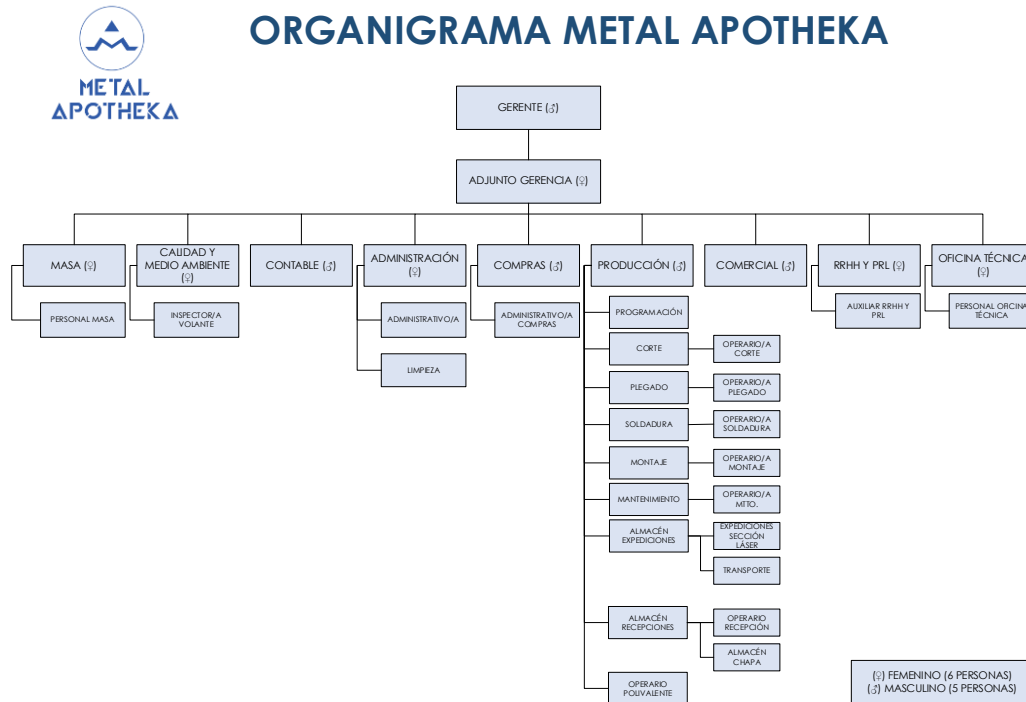 ORGANIGRAMA METAL APOTHEKA
METAL
APOTHEKA
GERENTE (♂)
ADJUNTO GERENCIA (♀)
MASA (♀)
CALIDAD Y
MEDIO AMBIENTE
(♀)
CONTABLE (♂)
ADMINISTRACIÓN
(♀)
COMPRAS (♂)
PRODUCCIÓN (♂)
COMERCIAL (♂)
RRHH Y PRL (♀)
OFICINA TÉCNICA
(♀)
PERSONAL MASA
INSPECTOR/A
VOLANTE
ADMINISTRATIVO/A
LIMPIEZA
ADMINISTRATIVO/A
COMPRAS
PROGRAMACIÓN
CORTE
OPERARIO/A
CORTE
PLEGADO
OPERARIO/A
PLEGADO
SOLDADURA
OPERARIO/A
SOLDADURA
MONTAJE
OPERARIO/A
MONTAJE
MANTENIMIENTO
OPERARIO/A
MTTO.
ALMACÉN
EXPEDICIONES
EXPEDICIONES
SECCIÓN
LÁSER
TRANSPORTE
ALMACÉN
RECEPCIONES
OPERARIO
RECEPCIÓN
ALMACÉN
CHAPA
OPERARIO
POLIVALENTE
AUXILIAR RRHH Y
PRL
PERSONAL OFICINA
TÉCNICA
(♀) FEMENINO (6 PERSONAS)
(♂) MASCULINO (5 PERSONAS)